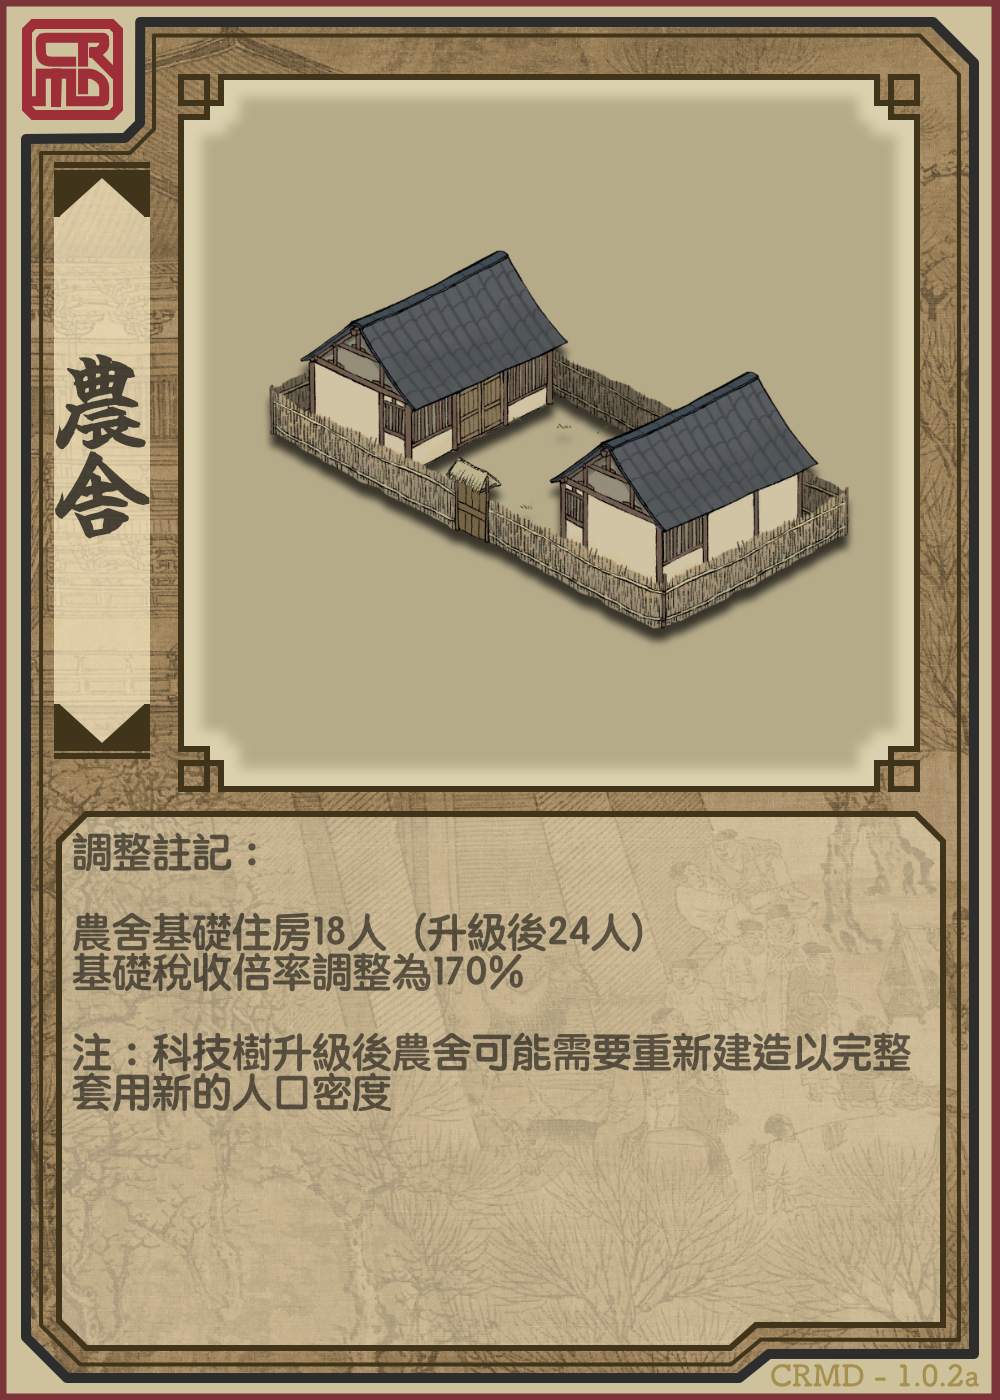 CRMD
農舍
調整註記：
農舍基礎住房18人（升級後24人）
基礎稅收倍率調整為170%
注：科技樹升級後農舍可能需要重新建造以完整
套用新的人口密度
CRMD - 1.0.2a